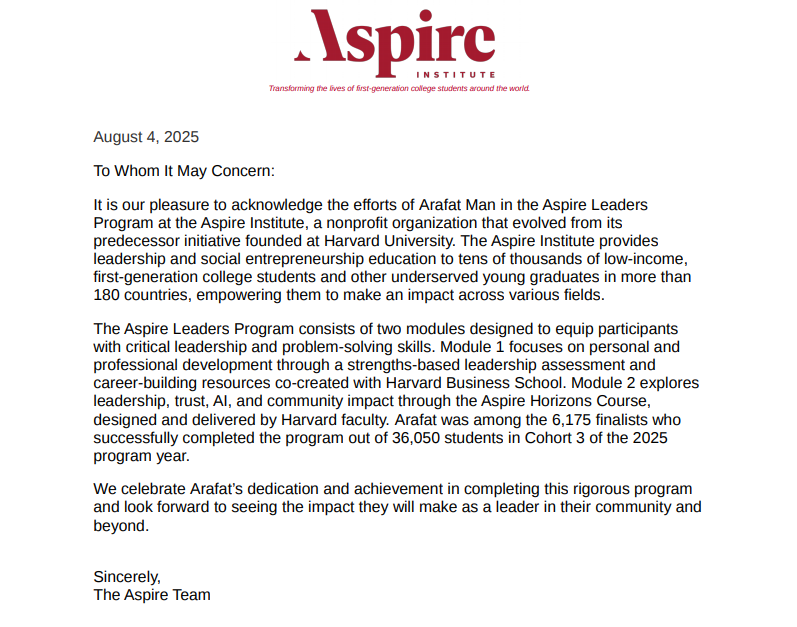 Aspire
INSTITUTE
Transforming the lives of first-generation college students around the world.
August 4, 2025
To Whom It May Concern:
It is our pleasure to acknowledge the efforts of Arafat Man in the Aspire Leaders
Program at the Aspire Institute, a nonprofit organization that evolved from its
predecessor initiative founded at Harvard University. The Aspire Institute provides
leadership and social entrepreneurship education to tens of thousands of low-income,
first-generation college students and other underserved young graduates in more than
180 countries, empowering them to make an impact across various fields.
The Aspire Leaders Program consists of two modules designed to equip participants
with critical leadership and problem-solving skills. Module 1 focuses on personal and
professional development through a strengths-based leadership assessment and
career-building resources co-created with Harvard Business School. Module 2 explores
leadership, trust, AI, and community impact through the Aspire Horizons Course,
designed and delivered by Harvard faculty. Arafat was among the 6,175 finalists who
successfully completed the program out of 36,050 students in Cohort 3 of the 2025
program year.
We celebrate Arafat’s dedication and achievement in completing this rigorous program
and look forward to seeing the impact they will make as a leader in their community and
beyond.
Sincerely,
The Aspire Team